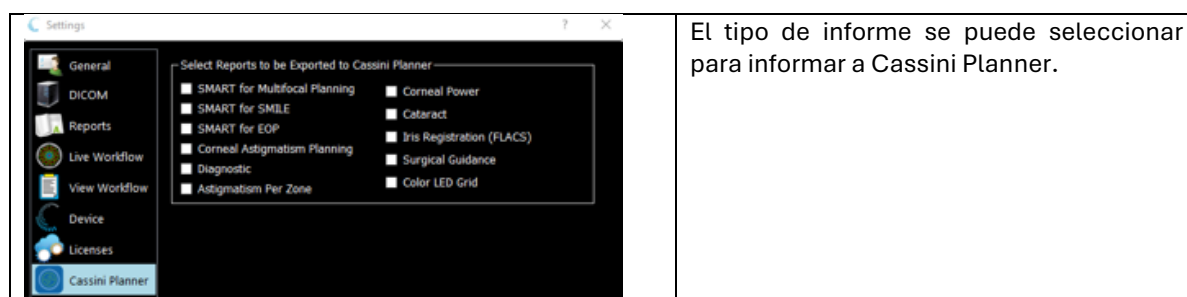 Settings
?
General
DICOM
Reports
Live Workflow
View Workflow
Device
Licenses
Cassini Planner
Select Reports to be Exported to Cassini Planner
SMART for Multifocal Planning
SMART for SMILE
SMART for EOP
Corneal Astigmatism Planning
Diagnostic
Astigmatism Per Zone
Corneal Power
Cataract
Iris Registration (FLACS)
Surgical Guidance
Color LED Grid
El tipo de informe se puede seleccionar
para informar a Cassini Planner.